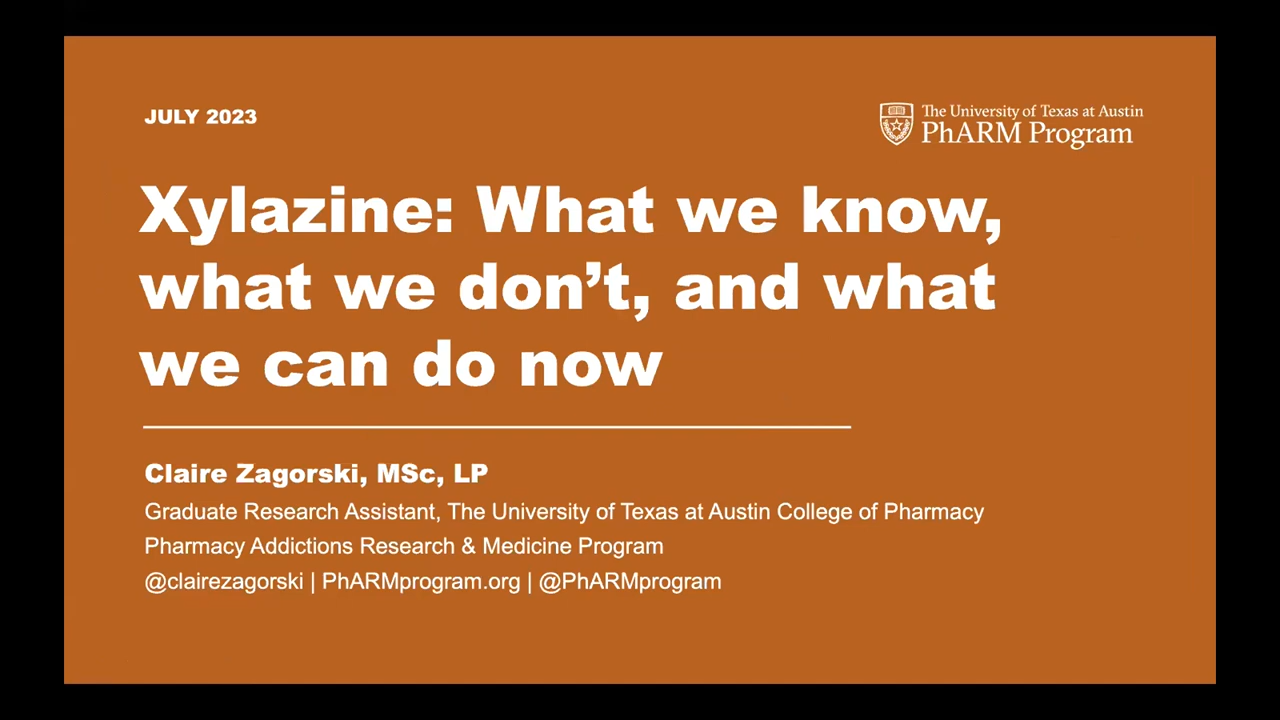 JULY 2023
The University of Texas at Austin
PhARM Program
Xylazine: What we know,
what we don’t, and what
we can do now
Claire Zagorski, MSc, LP
Graduate Research Assistant, The University of Texas at Austin College of Pharmacy
Pharmacy Addictions Research & Medicine Program
@clairezagorski | PhARMprogram.org | @PhARMprogram